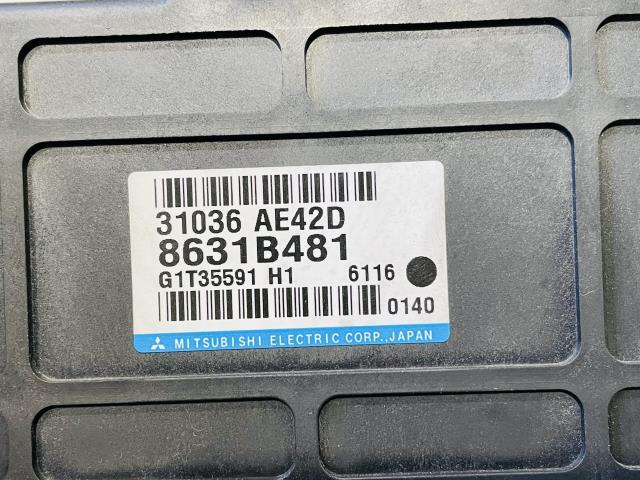 31036 AE42D
8631B481
G1T35591 H1 6116
0140
MITSUBISHI ELECTRIC CORP.,JAPAN